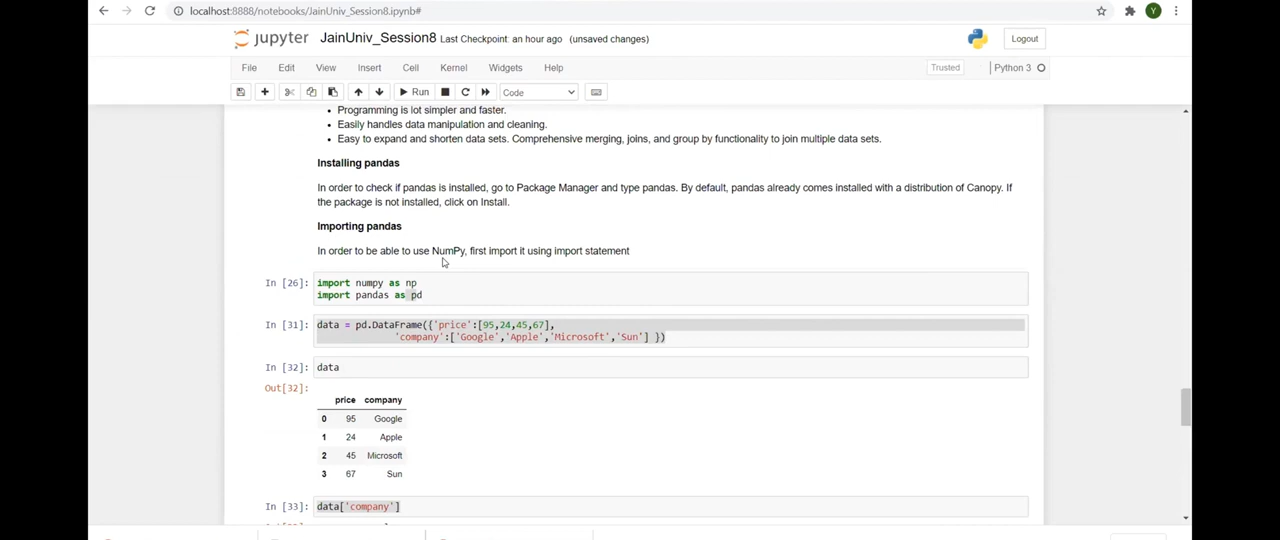 localhost:8888/notebooks/JainUniv_Session8.ipynb#
Y
jupyter JainUniv_Session8 Last Checkpoint: an hour ago (unsaved changes)
Logout
File Edit View Insert Cell Kernel Widgets Help Trusted Python 3
Run Code
• Programming is lot simpler and faster.
• Easily handles data manipulation and cleaning.
• Easy to expand and shorten data sets. Comprehensive merging, joins, and group by functionality to join multiple data sets.
Installing pandas
In order to check if pandas is installed, go to Package Manager and type pandas. By default, pandas already comes installed with a distribution of Canopy. If
the package is not installed, click on Install.
Importing pandas
In order to be able to use NumPy, first import it using import statement
In [26]: import numpy as np
import pandas as pd
In [31]: data = pd.DataFrame({'price':[95,24,45,67],
'company':['Google','Apple','Microsoft','Sun'] })
In [32]: data
Out[32]:
price company
0 95 Google
1 24 Apple
2 45 Microsoft
3 67 Sun
In [33]: data['company']